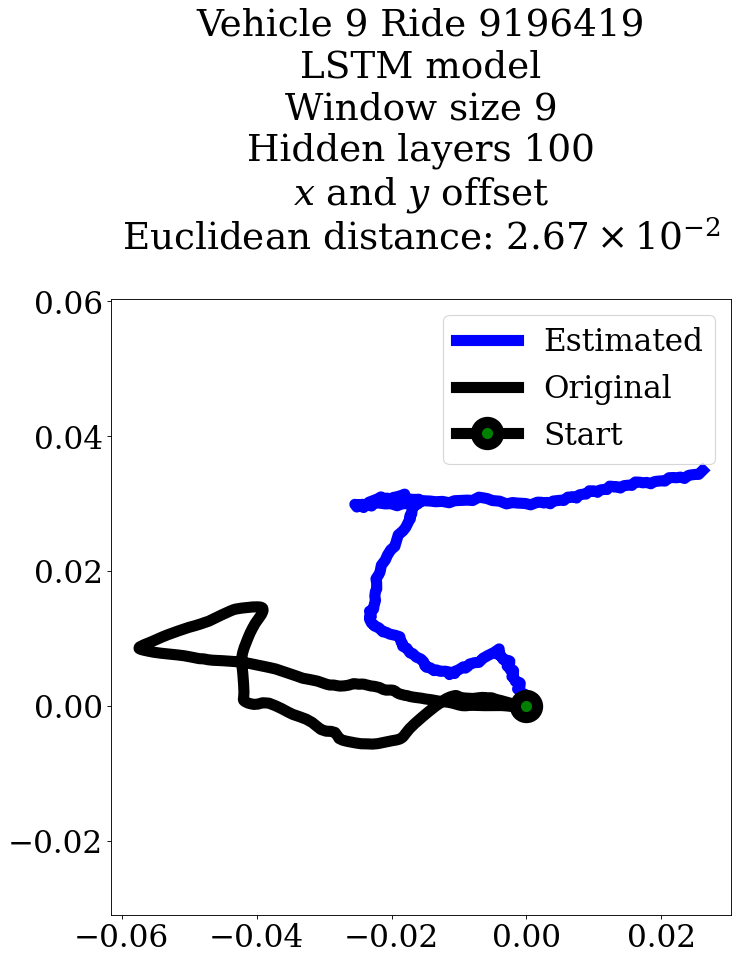 Vehicle 9 Ride 9196419
LSTM model
Window size 9
Hidden layers 100
x and y offset
Euclidean distance: 2.67 × 10⁻²
0.06
0.04
0.02
0.00
−0.02
Estimated
Original
Start
−0.06 −0.04 −0.02 0.00 0.02